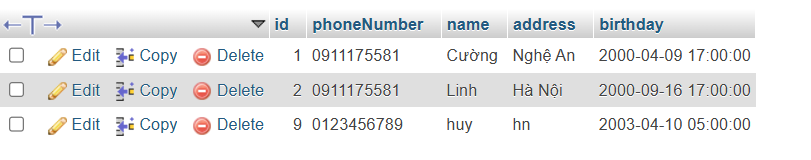 id phoneNumber name address birthday
Edit Copy Delete 1 0911175581 Cường Nghệ An 2000-04-09 17:00:00
Edit Copy Delete 2 0911175581 Linh Hà Nội 2000-09-16 17:00:00
Edit Copy Delete 9 0123456789 huy hn 2003-04-10 05:00:00